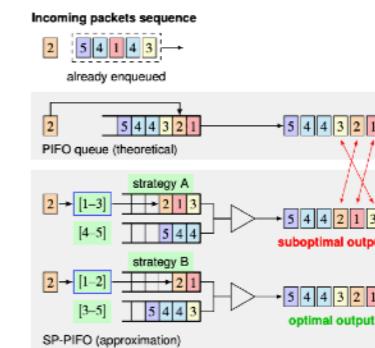 Incoming packets sequence
2 5 4 1 4 3
already enqueued
2 5 4 4 3 2 1 5 4 4 3 2 1
PIFO queue (theoretical)
strategy A
2 [1–3] 2 1 3
5 4 4 2 1 3
[4–5] 5 4 4
suboptimal outp
strategy B
2 [1–2] 2 1
5 4 4 3 2 1
[3–5] 5 4 4 3
optimal output
SP-PIFO (approximation)